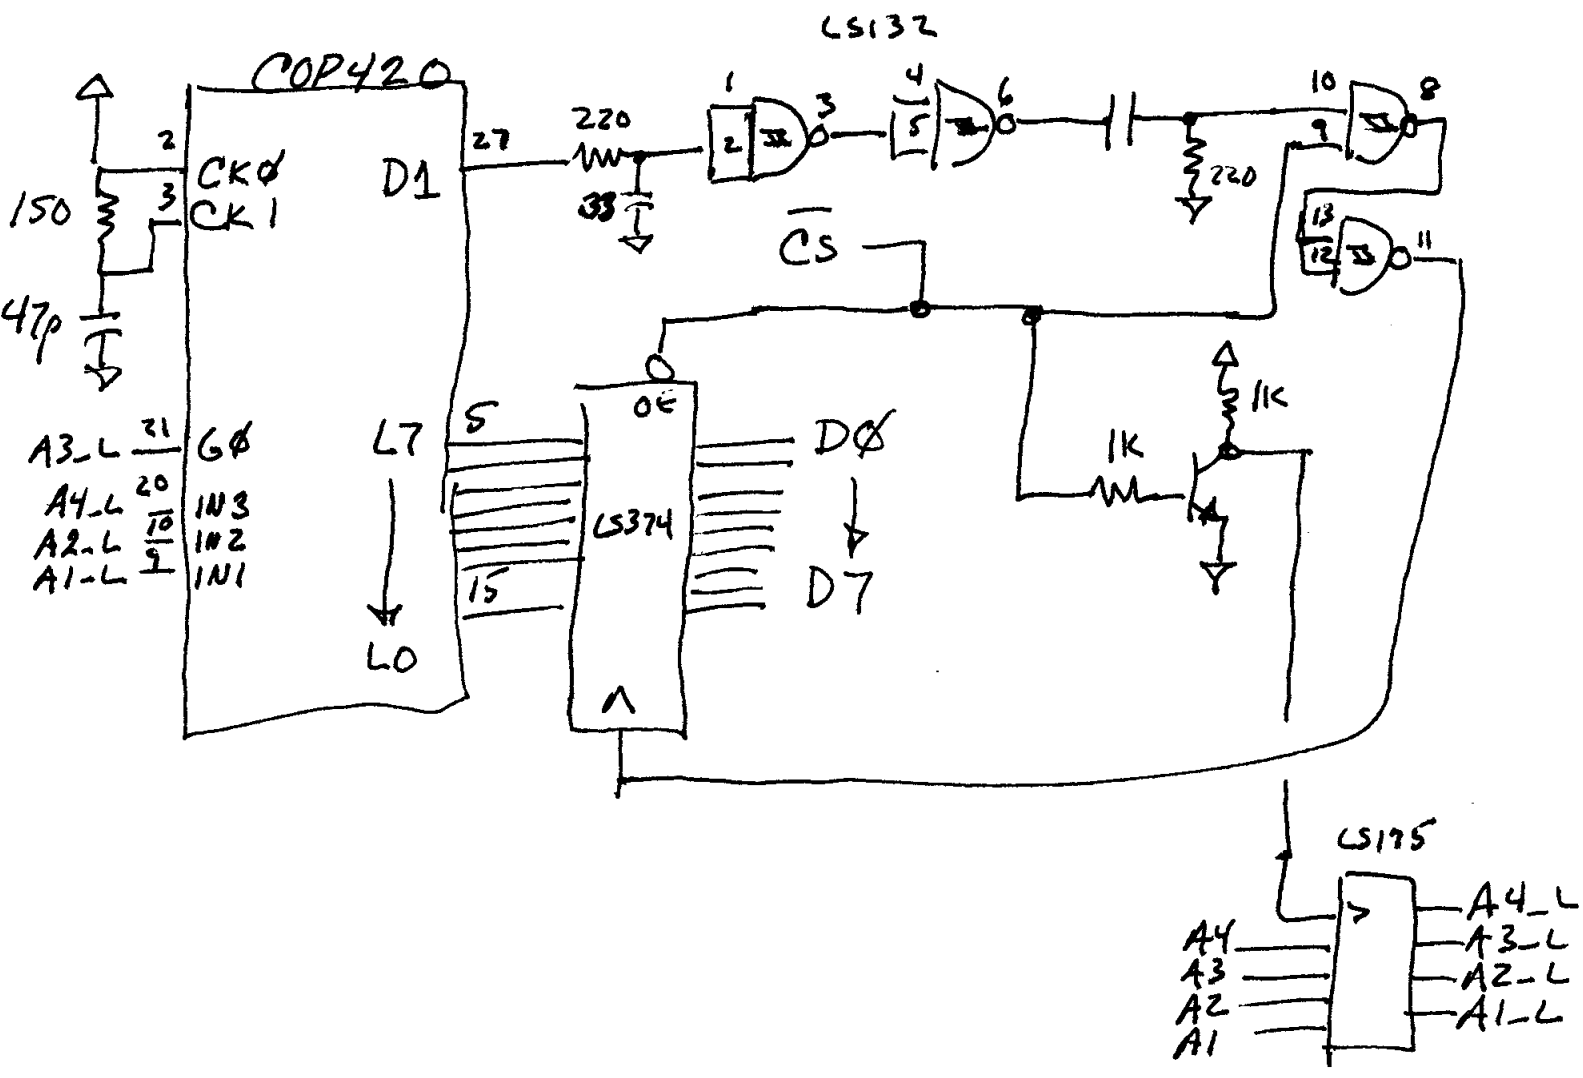 LS132
COP420
2
CKØ
3
CK1
150
47p
D1
27
220
33
1
2
3
4
5
6
10
9
8
220
13
12
11
C̅S̅
OE
1K
1K
A3_L 21 GØ
A4_L 20 IN3
A2_L 10 IN2
A1_L 9 IN1
L7
L0
5
15
LS374
DØ
D7
LS175
A4
A3
A2
A1
A4_L
A3_L
A2_L
A1_L